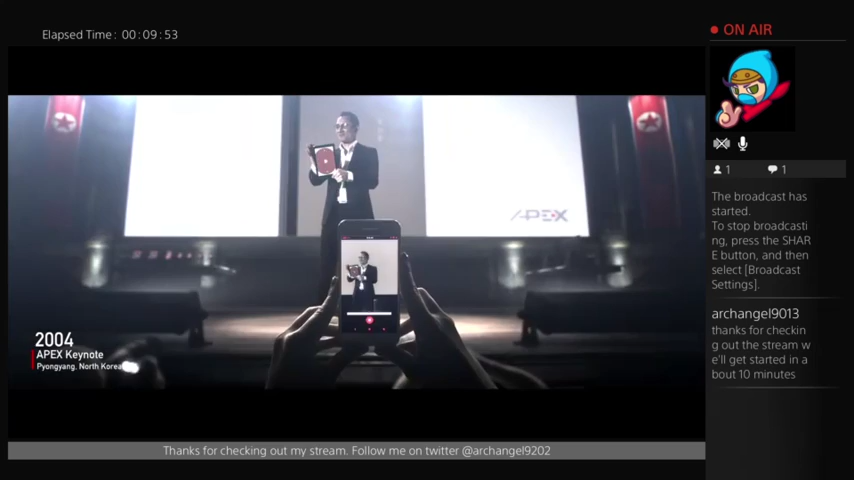 Elapsed Time: 00:09:53
ON AIR
1 1
The broadcast has
started.
To stop broadcasti
ng, press the SHAR
E button, and then
select [Broadcast
Settings].
archangel9013
thanks for checkin
g out the stream w
e'll get started in a
bout 10 minutes
APEX
2004
APEX Keynote
Pyongyang. North Korea
Thanks for checking out my stream. Follow me on twitter @archangel9202